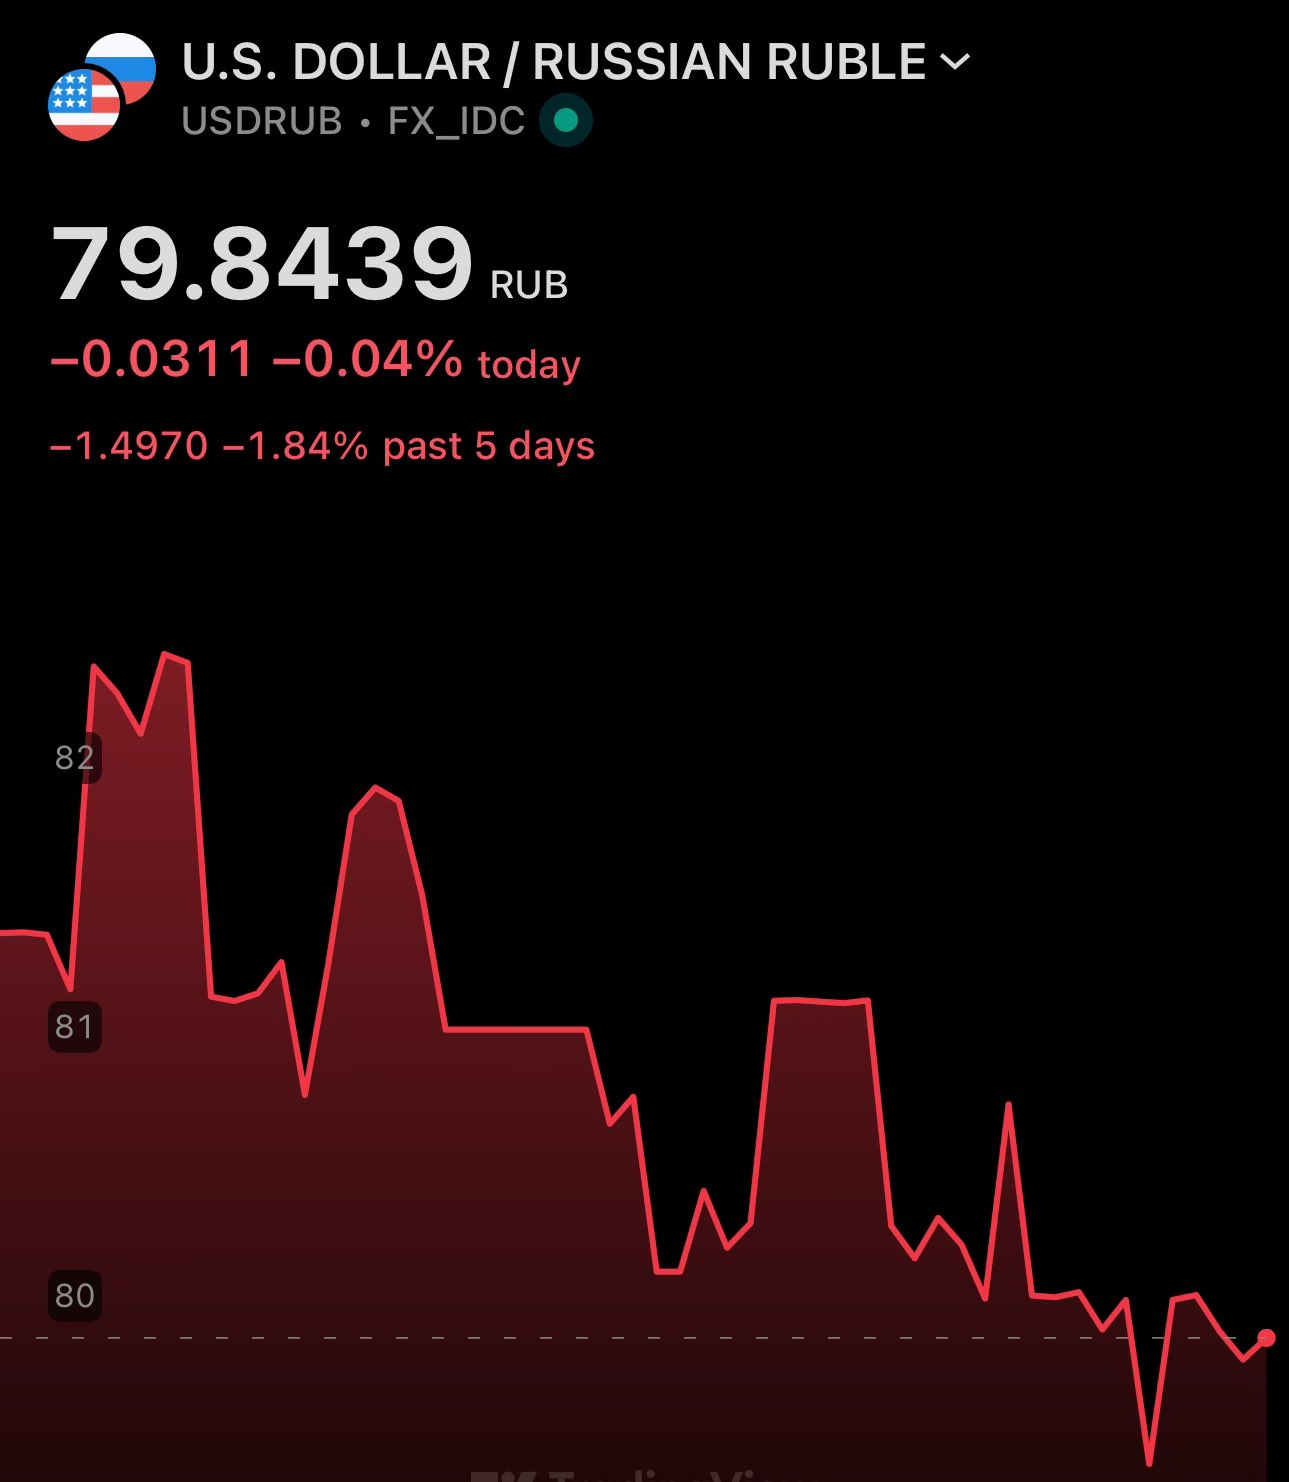 U.S. DOLLAR / RUSSIAN RUBLE
USDRUB • FX_IDC
79.8439 RUB
−0.0311 −0.04% today
−1.4970 −1.84% past 5 days
82
81
80